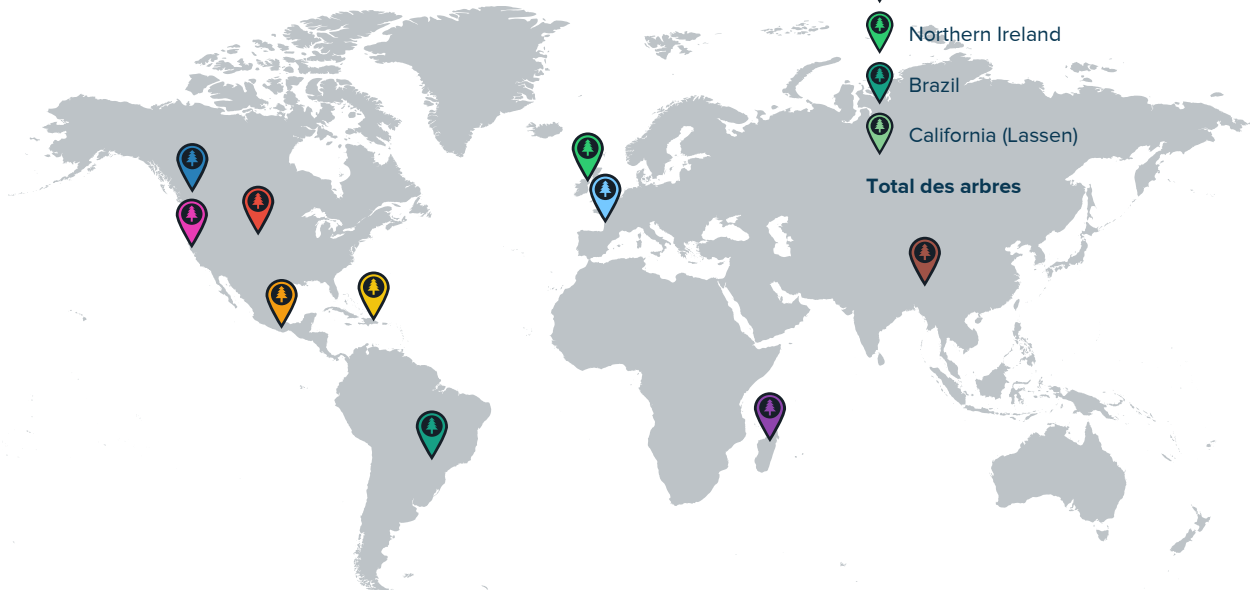 Northern Ireland
Brazil
California (Lassen)
Total des arbres